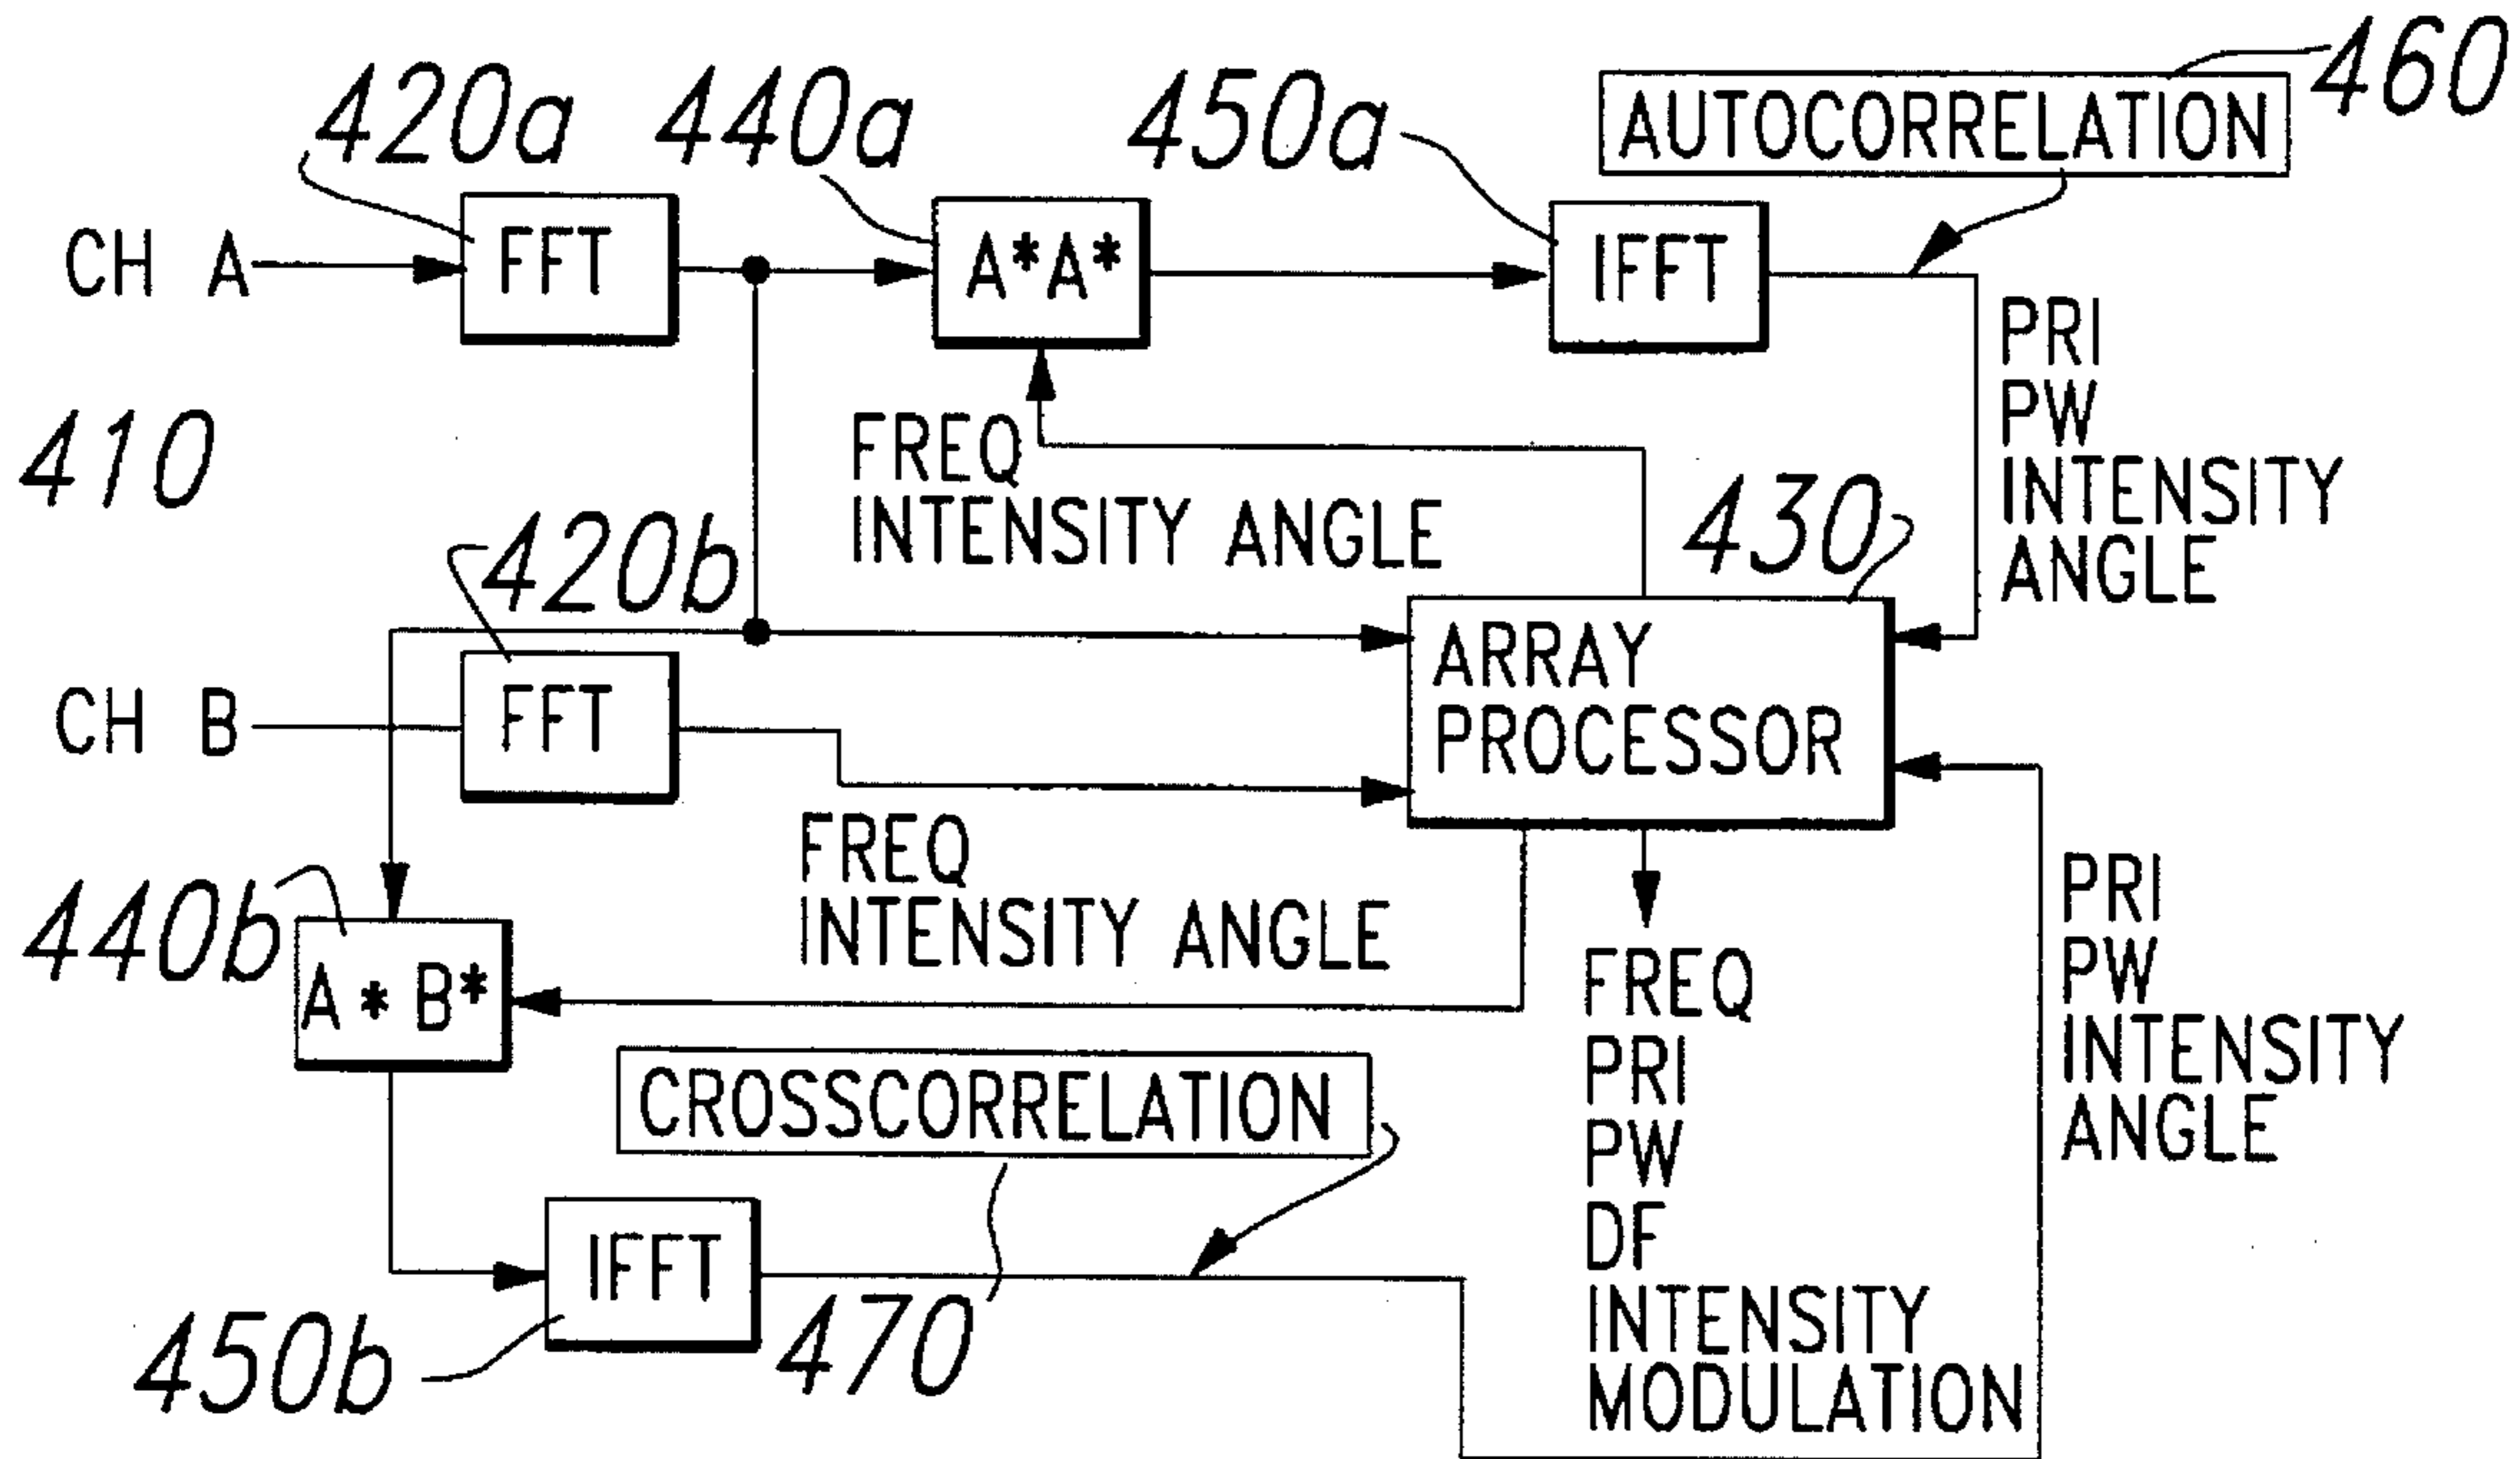 460
420a
440a
450a
AUTOCORRELATION
CH A
FFT
A*A*
IFFT
PRI
PW
INTENSITY
ANGLE
410
FREQ
INTENSITY ANGLE
430
420b
CH B
FFT
ARRAY
PROCESSOR
FREQ
INTENSITY ANGLE
440b
A * B*
FREQ
PRI
PW
DF
INTENSITY
MODULATION
PRI
PW
INTENSITY
ANGLE
CROSSCORRELATION
IFFT
450b
470